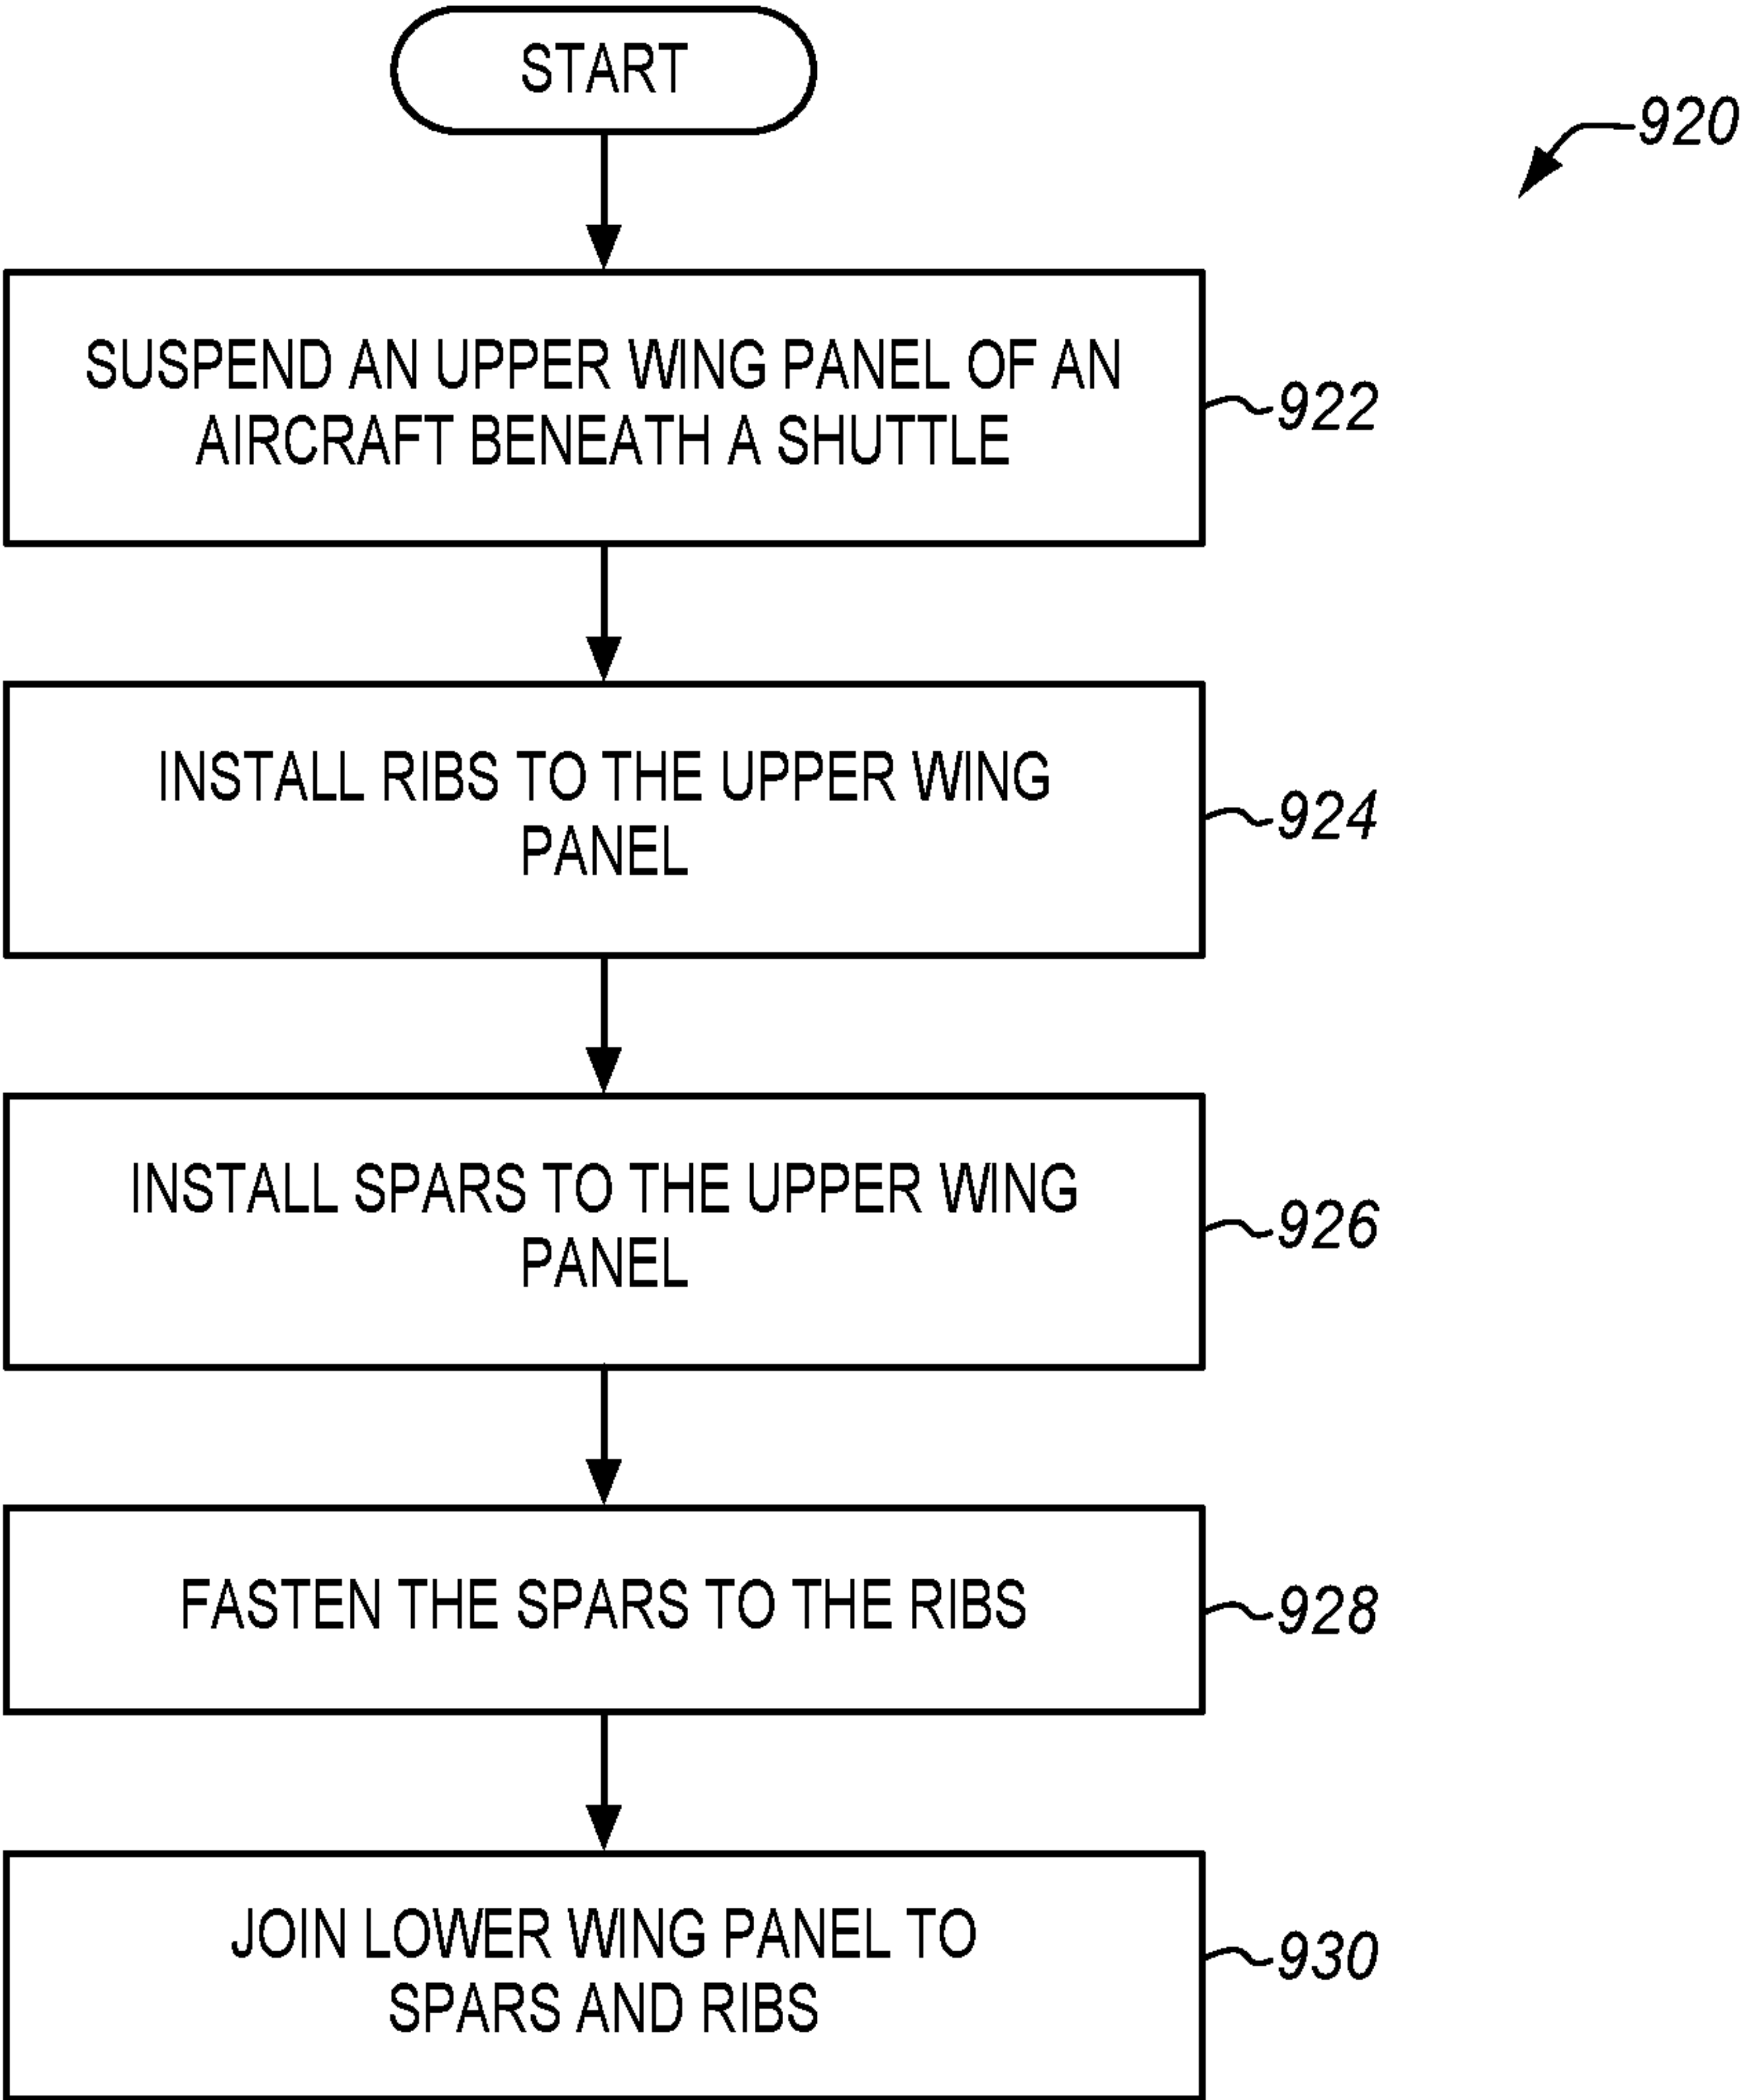 START
920
SUSPEND AN UPPER WING PANEL OF AN
AIRCRAFT BENEATH A SHUTTLE
922
INSTALL RIBS TO THE UPPER WING
PANEL
924
INSTALL SPARS TO THE UPPER WING
PANEL
926
FASTEN THE SPARS TO THE RIBS
928
JOIN LOWER WING PANEL TO
SPARS AND RIBS
930